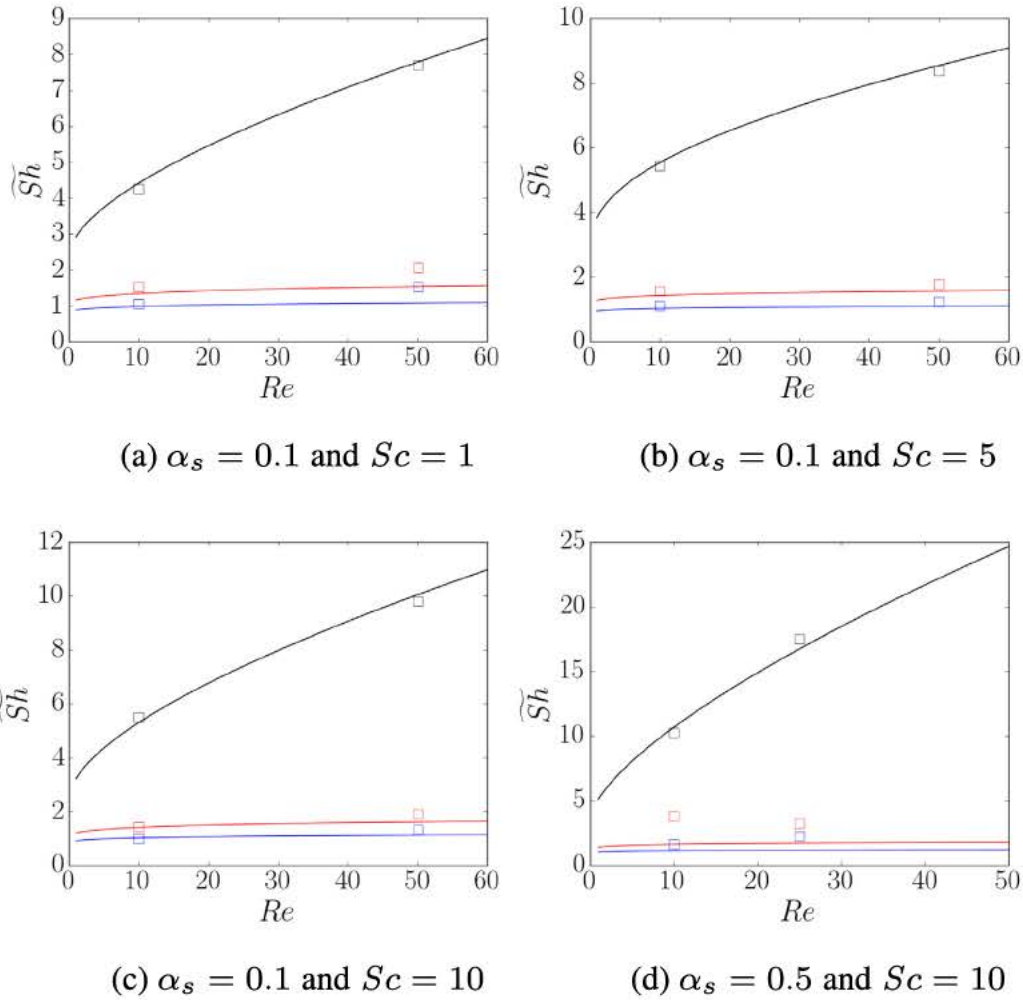 9
8
7
6
5
4
3
2
1
0
Sh
0 10 20 30 40 50 60
Re
(a) αs = 0.1 and Sc = 1
10
8
6
4
2
0
Sh
0 10 20 30 40 50 60
Re
(b) αs = 0.1 and Sc = 5
12
10
8
6
4
2
0
Sh
0 10 20 30 40 50 60
Re
(c) αs = 0.1 and Sc = 10
25
20
15
10
5
0
Sh
0 10 20 30 40 50
Re
(d) αs = 0.5 and Sc = 10